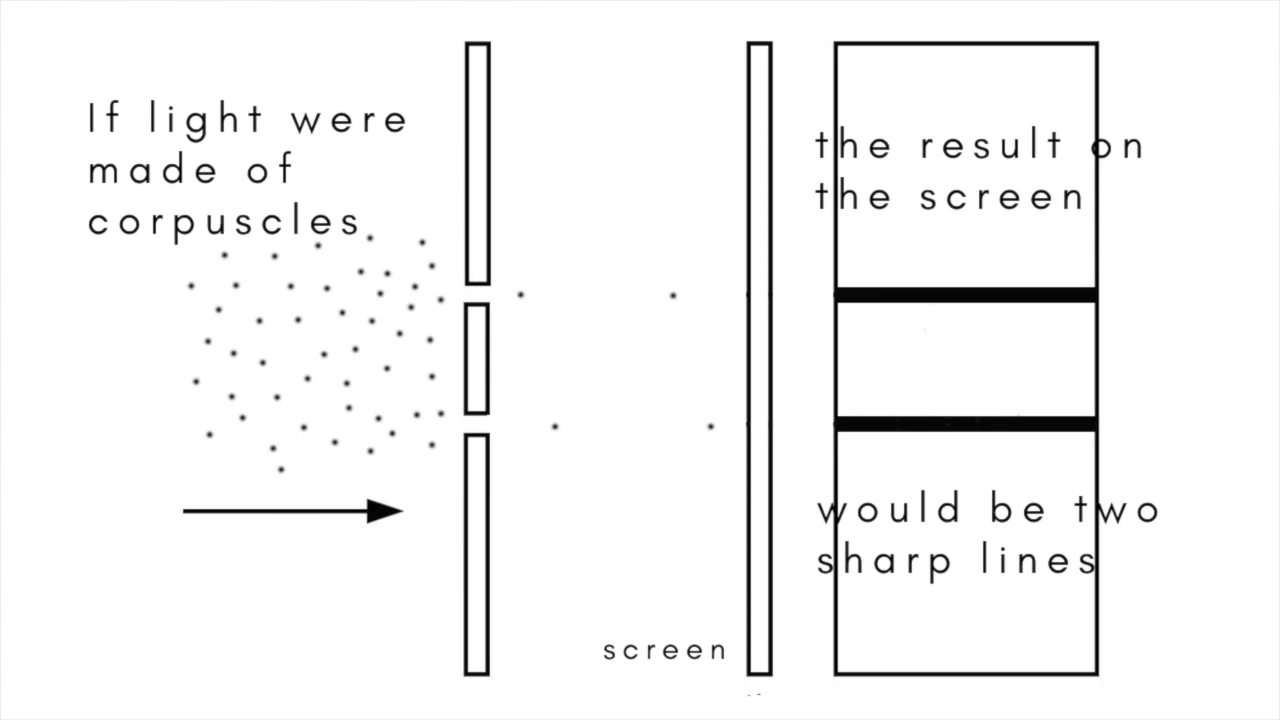 If light were
made of
corpuscles
the result on
the screen
would be two
sharp lines
screen